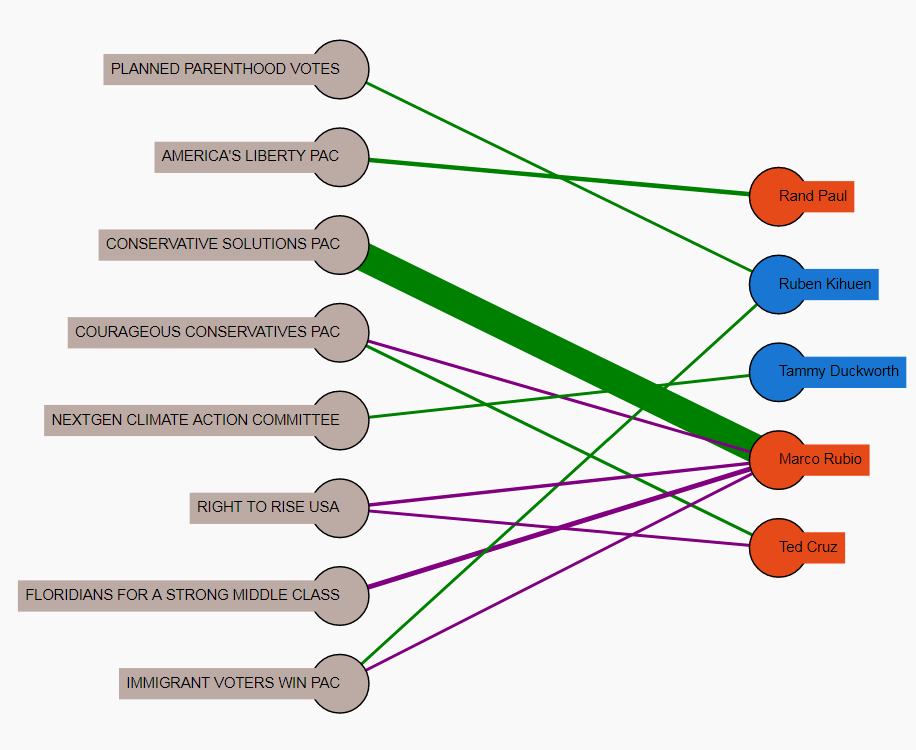 PLANNED PARENTHOOD VOTES
AMERICA'S LIBERTY PAC
CONSERVATIVE SOLUTIONS PAC
COURAGEOUS CONSERVATIVES PAC
NEXTGEN CLIMATE ACTION COMMITTEE
RIGHT TO RISE USA
FLORIDIANS FOR A STRONG MIDDLE CLASS
IMMIGRANT VOTERS WIN PAC
Rand Paul
Ruben Kihuen
Tammy Duckworth
Marco Rubio
Ted Cruz